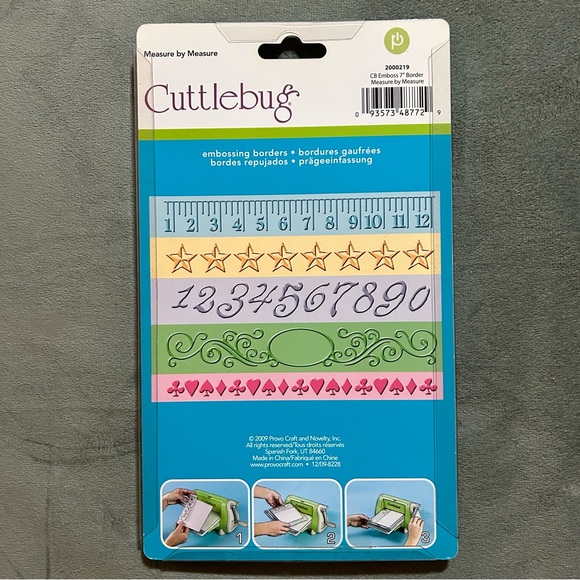 Measure by Measure
2000219
CB Emboss 7" Border
Measure by Measure
Cuttlebug®
0 93573 48772 9
embossing borders • bordures gaufrées
bordes repujados • prägeeinfassung
1 2 3 4 5 6 7 8 9 10 11 12
1234567890
© 2009 Provo Craft and Novelty, Inc.
All rights reserved/Tous droits réservés
Spanish Fork, UT 84660
Made in China/Fabriqué en Chine
www.provocraft.com • 12/09-8228
1 2 3